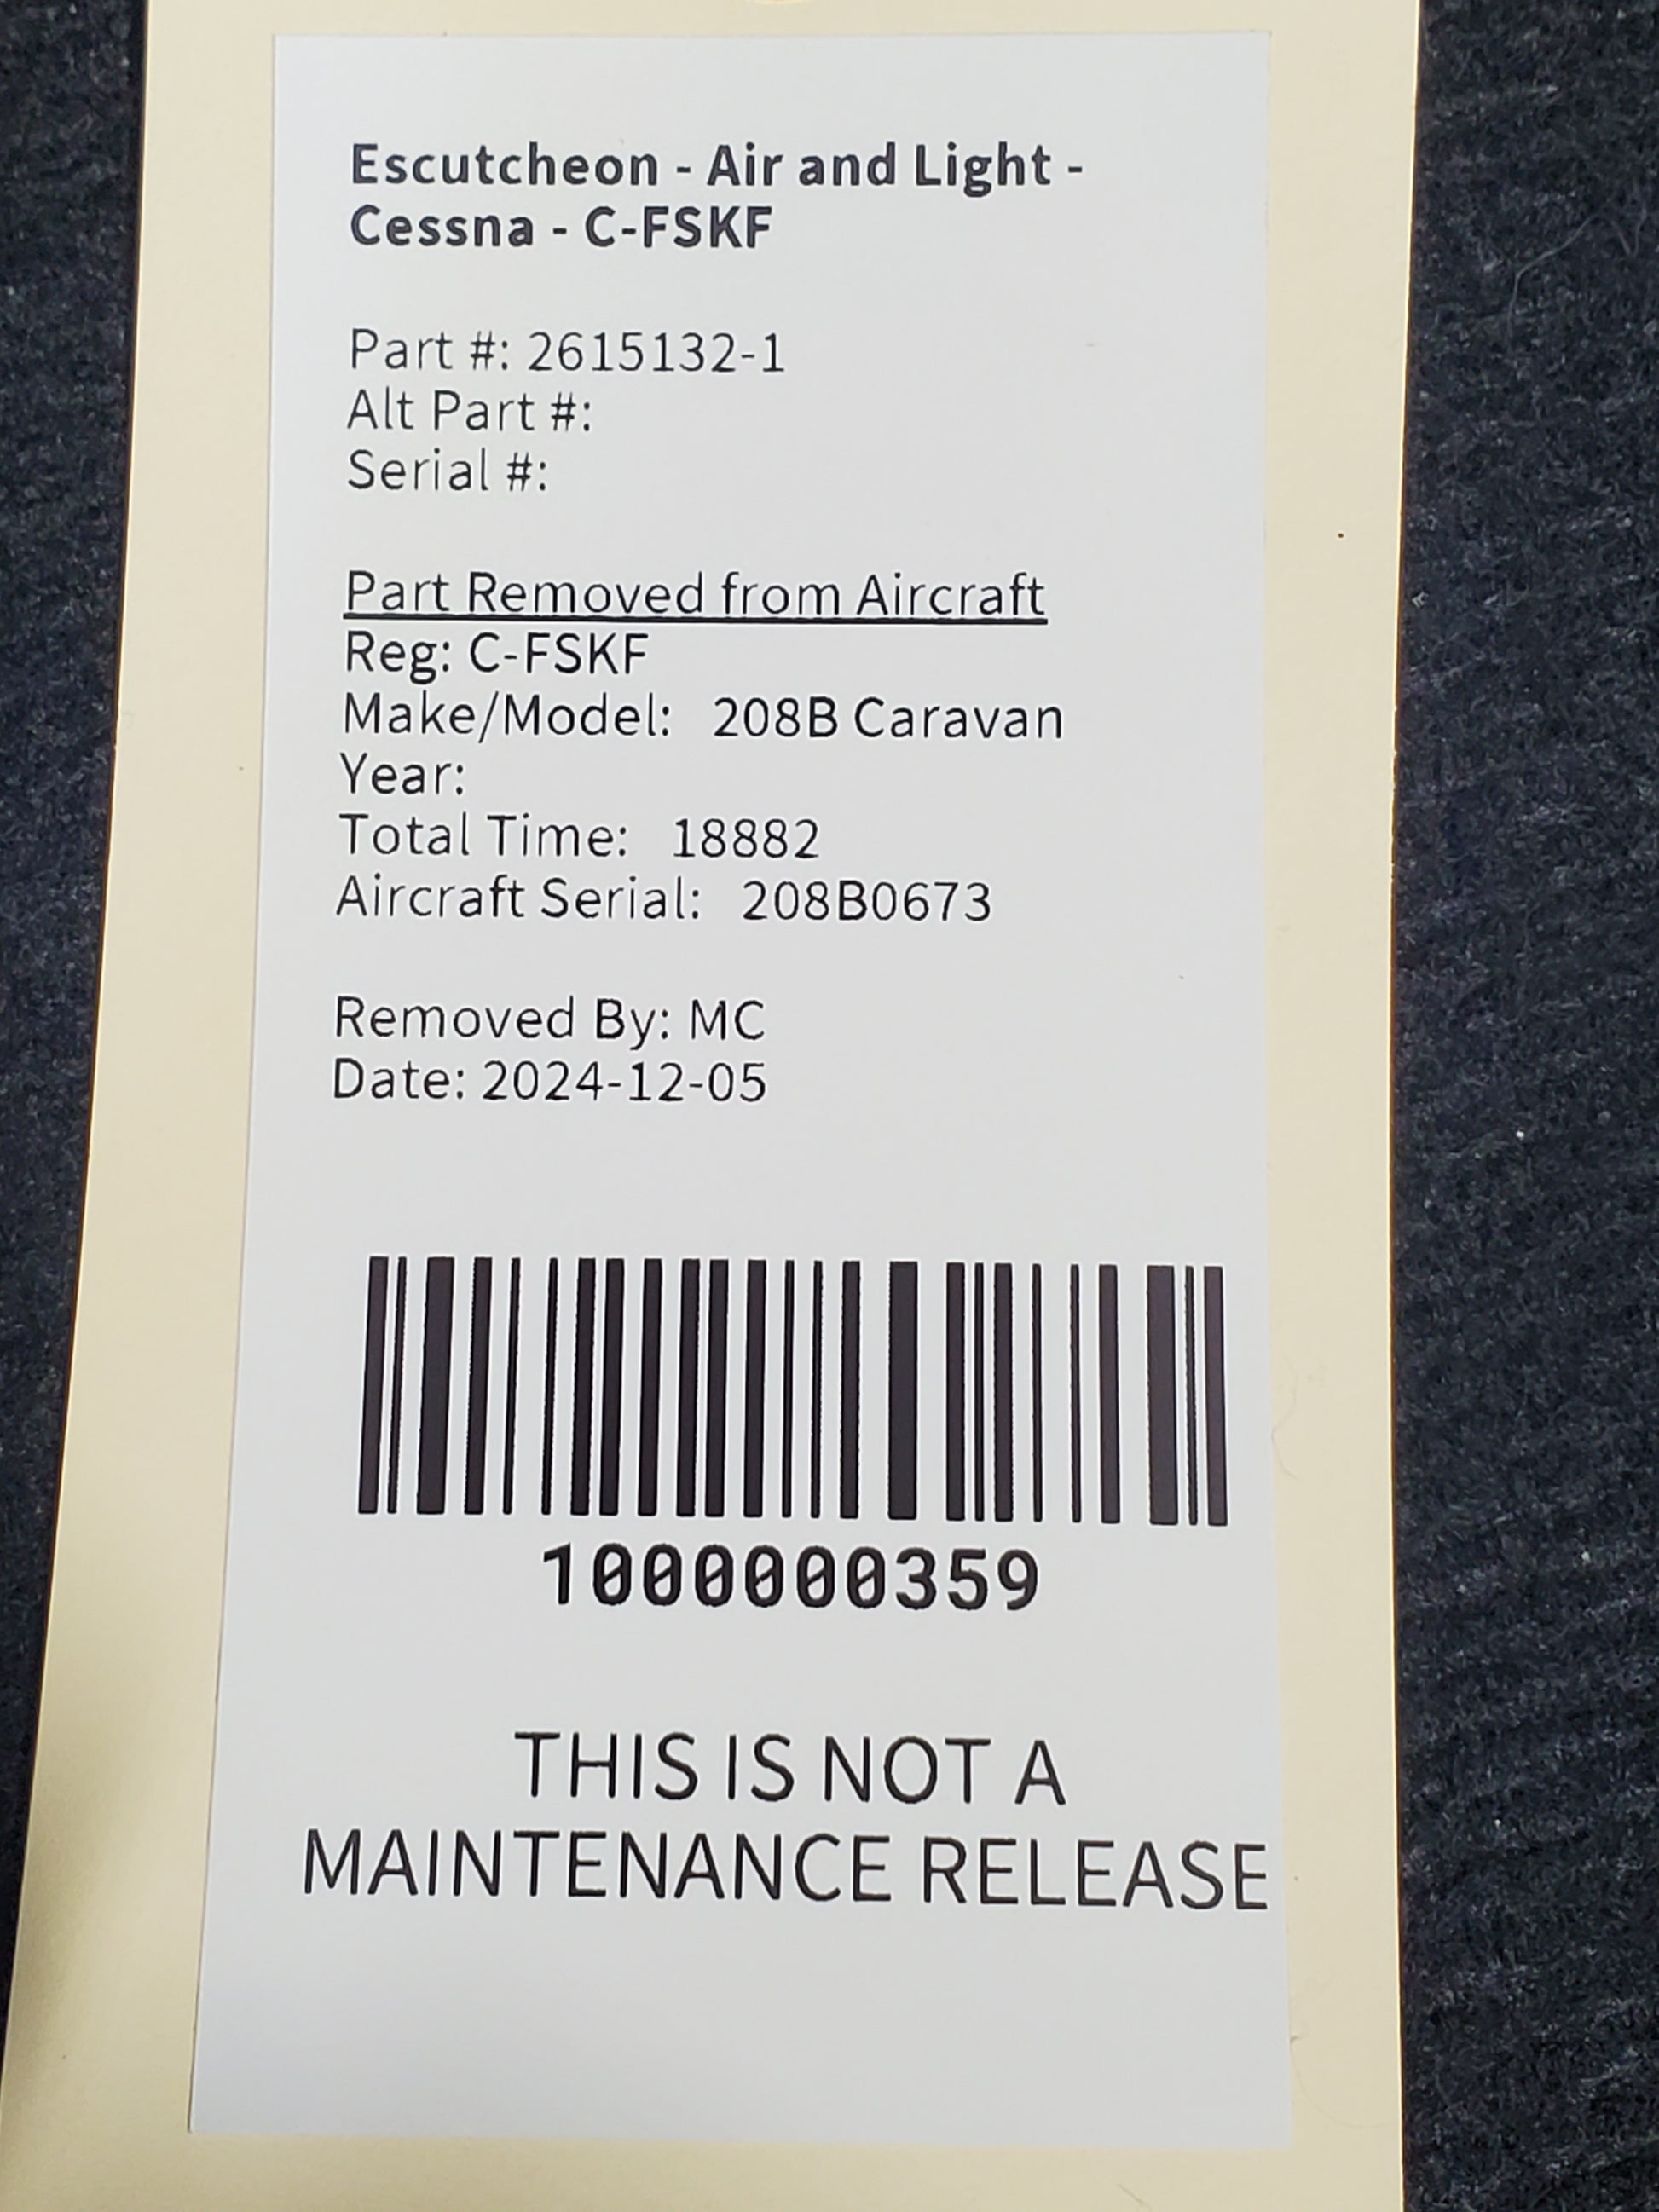 Escutcheon - Air and Light -
Cessna - C-FSKF
Part #: 2615132-1
Alt Part #:
Serial #:
Part Removed from Aircraft
Reg: C-FSKF
Make/Model: 208B Caravan
Year:
Total Time: 18882
Aircraft Serial: 208B0673
Removed By: MC
Date: 2024-12-05
1000000359
THIS IS NOT A
MAINTENANCE RELEASE